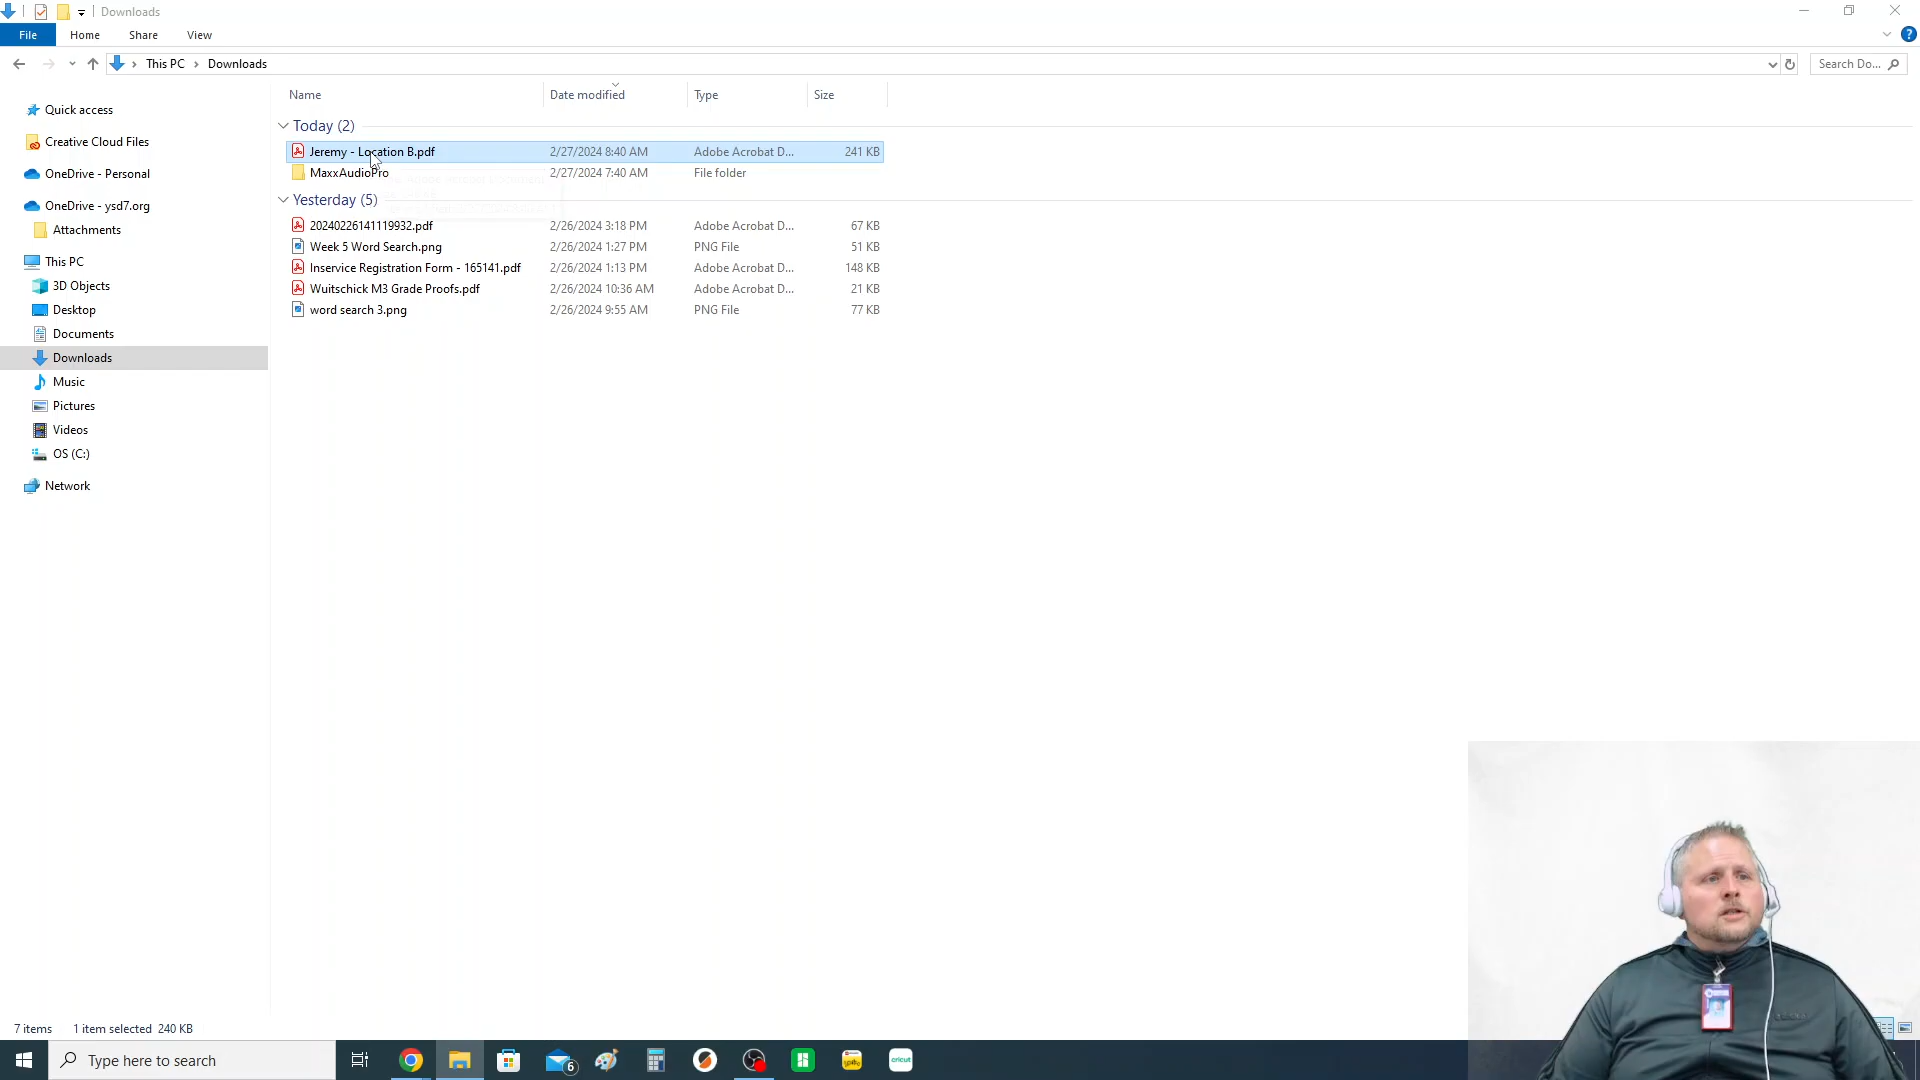 Downloads
File
Home
Share
View
This PC
Downloads
Search Do...
Quick access
Creative Cloud Files
OneDrive - Personal
OneDrive - ysd7.org
Attachments
This PC
3D Objects
Desktop
Documents
Downloads
Music
Pictures
Videos
OS (C:)
Network
Name Date modified Type Size
Today (2)
Jeremy - Location B.pdf 2/27/2024 8:40 AM Adobe Acrobat D... 241 KB
MaxxAudioPro 2/27/2024 7:40 AM File folder
Yesterday (5)
20240226141119932.pdf 2/26/2024 3:18 PM Adobe Acrobat D... 67 KB
Week 5 Word Search.png 2/26/2024 1:27 PM PNG File 51 KB
Inservice Registration Form - 165141.pdf 2/26/2024 1:13 PM Adobe Acrobat D... 148 KB
Wuitschick M3 Grade Proofs.pdf 2/26/2024 10:36 AM Adobe Acrobat D... 21 KB
word search 3.png 2/26/2024 9:55 AM PNG File 77 KB
7 items 1 item selected 240 KB
Type here to search
6
cricut